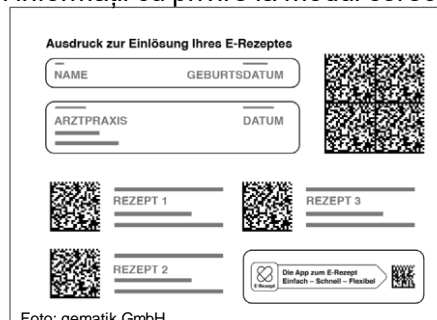 Ausdruck zur Einlösung Ihres E-Rezeptes
NAME GEBURTSDATUM
ARZTPRAXIS DATUM
REZEPT 1
REZEPT 3
REZEPT 2
E-Rezept
Die App zum E-Rezept
Einfach – Schnell – Flexibel
Foto: gematik GmbH